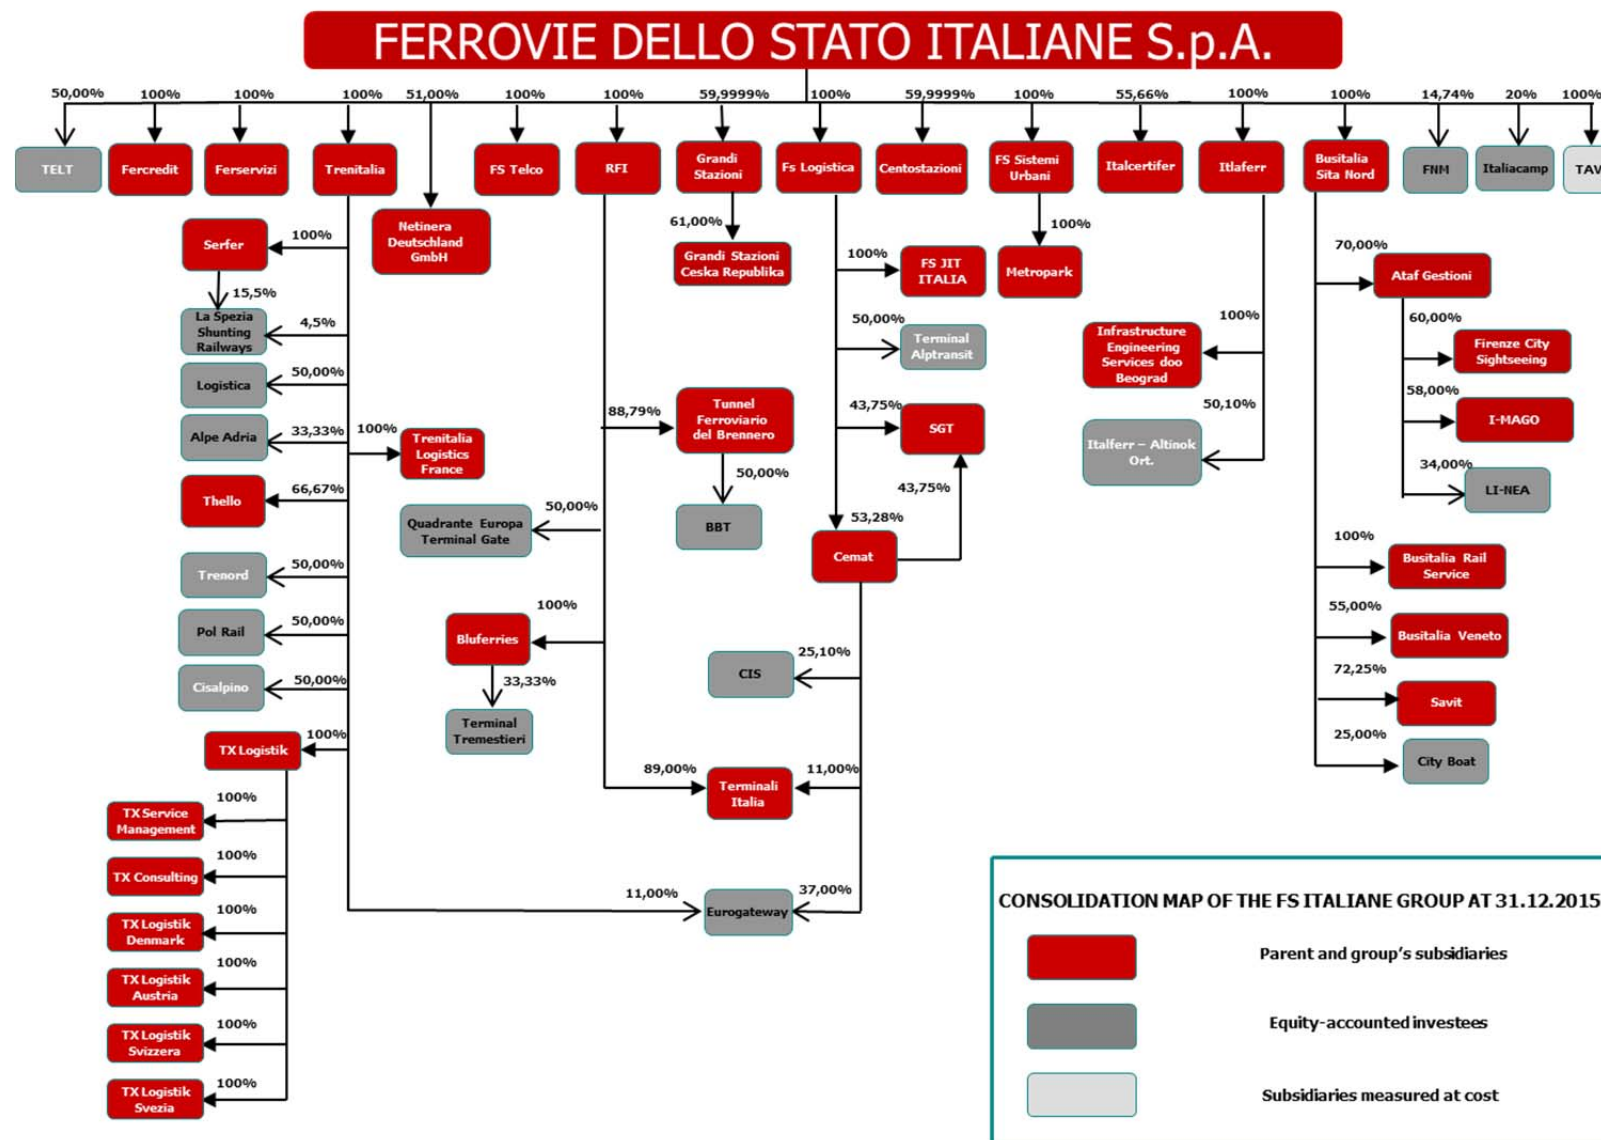 FERROVIE DELLO STATO ITALIANE S.p.A.
50,00%
100%
100%
100%
51,00%
100%
100%
59,9999%
100%
59,9999%
100%
55,66%
100%
100%
14,74%
20%
100%
TELT
Fercredit
Ferservizi
Trenitalia
FS Telco
RFI
Grandi
Stazioni
Fs Logistica
Centostazioni
FS Sistemi
Urbani
Italcertifer
Itlaferr
Busitalia
Sita Nord
FNM
Italiacamp
TAV
Netinera
Deutschland
GmbH
Serfer
100%
15,5%
La Spezia
Shunting
Railways
4,5%
Logistica
50,00%
Alpe Adria
33,33%
100%
Trenitalia
Logistics
France
Thello
66,67%
Trenord
50,00%
Pol Rail
50,00%
Cisalpino
50,00%
TX Logistik
100%
100%
TX Service
Management
100%
TX Consulting
100%
TX Logistik
Denmark
100%
TX Logistik
Austria
100%
TX Logistik
Svizzera
100%
TX Logistik
Svezia
61,00%
Grandi Stazioni
Ceska Republika
88,79%
Tunnel
Ferroviario
del Brennero
50,00%
BBT
50,00%
Quadrante Europa
Terminal Gate
100%
Bluferries
33,33%
Terminal
Tremestieri
89,00%
Terminali
Italia
11,00%
11,00%
Eurogateway
37,00%
100%
FS JIT
ITALIA
50,00%
Terminal
Alptransit
43,75%
SGT
43,75%
53,28%
Cemat
25,10%
CIS
100%
Metropark
100%
Infrastructure
Engineering
Services doo
Beograd
50,10%
Italferr – Altinok
Ort.
70,00%
Ataf Gestioni
60,00%
Firenze City
Sightseeing
58,00%
I-MAGO
34,00%
LI-NEA
100%
Busitalia Rail
Service
55,00%
Busitalia Veneto
72,25%
Savit
25,00%
City Boat
CONSOLIDATION MAP OF THE FS ITALIANE GROUP AT 31.12.2015
Parent and group's subsidiaries
Equity-accounted investees
Subsidiaries measured at cost